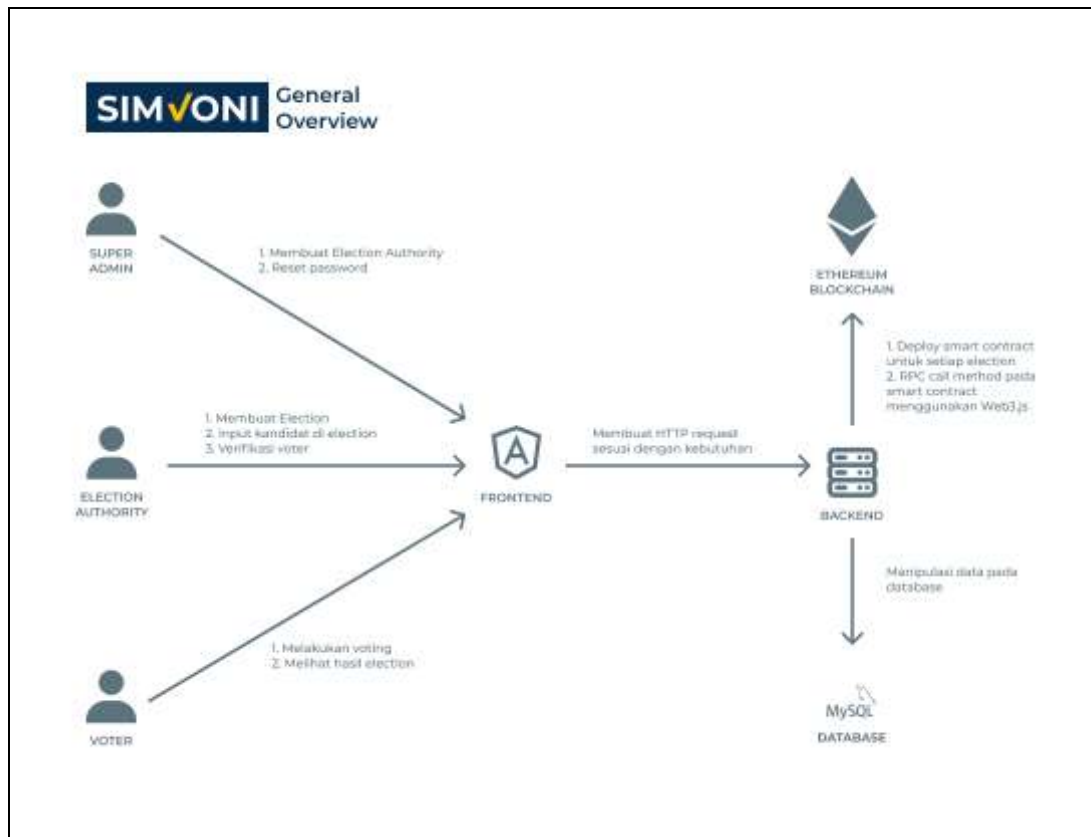 SIMVONI
General
Overview
SUPER
ADMIN
1. Membuat Election Authority
2. Reset password
ETHEREUM
BLOCKCHAIN
1. Deploy smart contract
untuk setiap election
2. RPC call method pada
smart contract
menggunakan Web3.js
1. Membuat Election
2. Input kandidat di election
3. Verifikasi voter
ELECTION
AUTHORITY
FRONTEND
Membuat HTTP request
sesuai dengan kebutuhan
BACKEND
Manipulasi data pada
database
1. Melakukan voting
2. Melihat hasil election
VOTER
MySQL
DATABASE